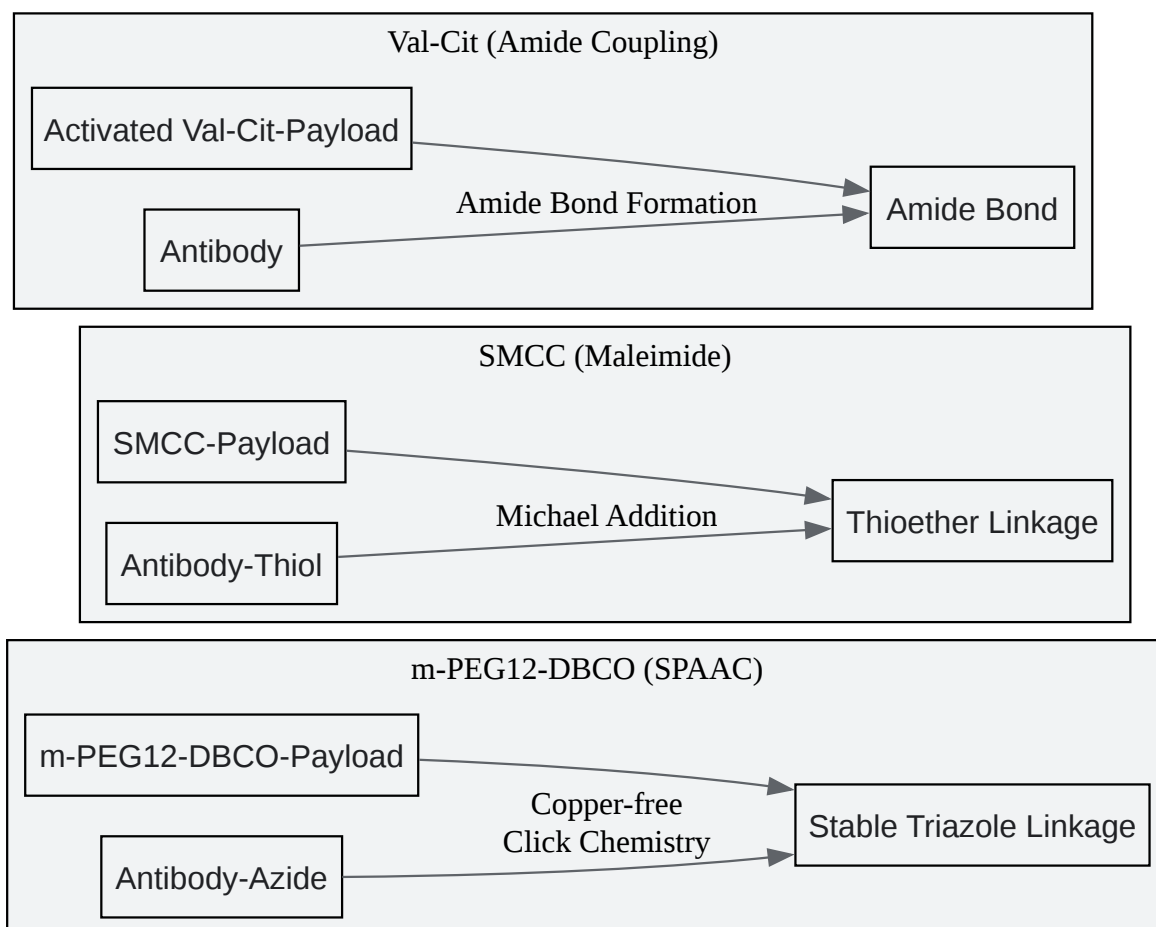 Val-Cit (Amide Coupling)
Activated Val-Cit-Payload
Amide Bond Formation
Amide Bond
Antibody
SMCC (Maleimide)
SMCC-Payload
Michael Addition
Thioether Linkage
Antibody-Thiol
m-PEG12-DBCO (SPAAC)
m-PEG12-DBCO-Payload
Copper-free
Click Chemistry
Stable Triazole Linkage
Antibody-Azide